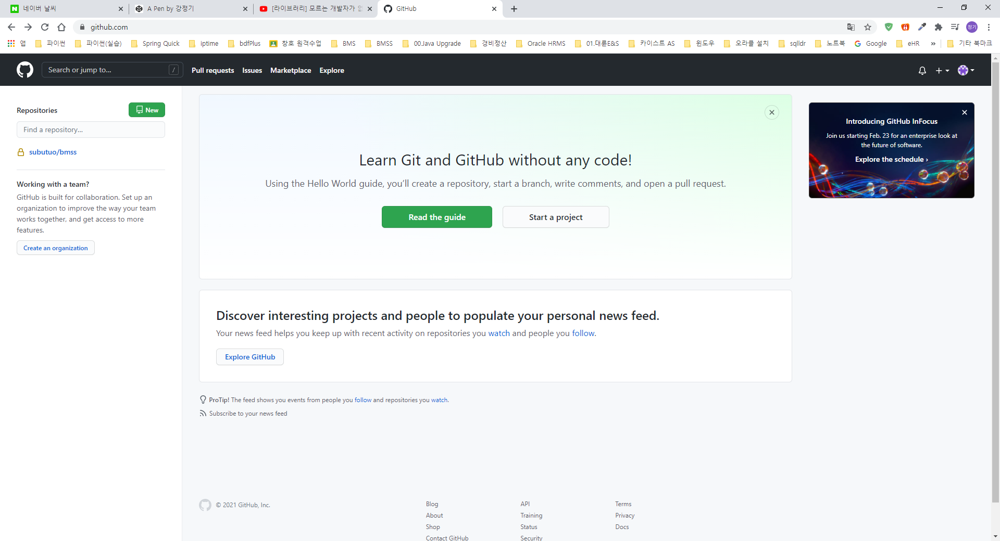 네이버 날씨
A Pen by 강정기
[라이브러리] 모르는 개발자가
GitHub
github.com
정기
앱
파이썬
파이썬(실습)
Spring Quick
iptime
bdfPlus
창호 원격수업
BMS
BMSS
00.Java Upgrade
경비정산
Oracle HRMS
01.대륜E&S
카이스트 AS
윈도우
오라클 설치
sqlldr
노트북
Google
eHR
»
기타 북마크
Search or jump to...
/
Pull requests
Issues
Marketplace
Explore
Repositories
New
Find a repository...
subutuo/bmss
Working with a team?
GitHub is built for collaboration. Set up an
organization to improve the way your team
works together, and get access to more
features.
Create an organization
Learn Git and GitHub without any code!
Using the Hello World guide, you’ll create a repository, start a branch, write comments, and open a pull request.
Read the guide
Start a project
Introducing GitHub InFocus
Join us starting Feb. 23 for an enterprise look at
the future of software.
Explore the schedule ›
Discover interesting projects and people to populate your personal news feed.
Your news feed helps you keep up with recent activity on repositories you watch and people you follow.
Explore GitHub
ProTip! The feed shows you events from people you follow and repositories you watch.
Subscribe to your news feed
© 2021 GitHub, Inc.
Blog
About
Shop
Contact GitHub
API
Training
Status
Security
Terms
Privacy
Docs